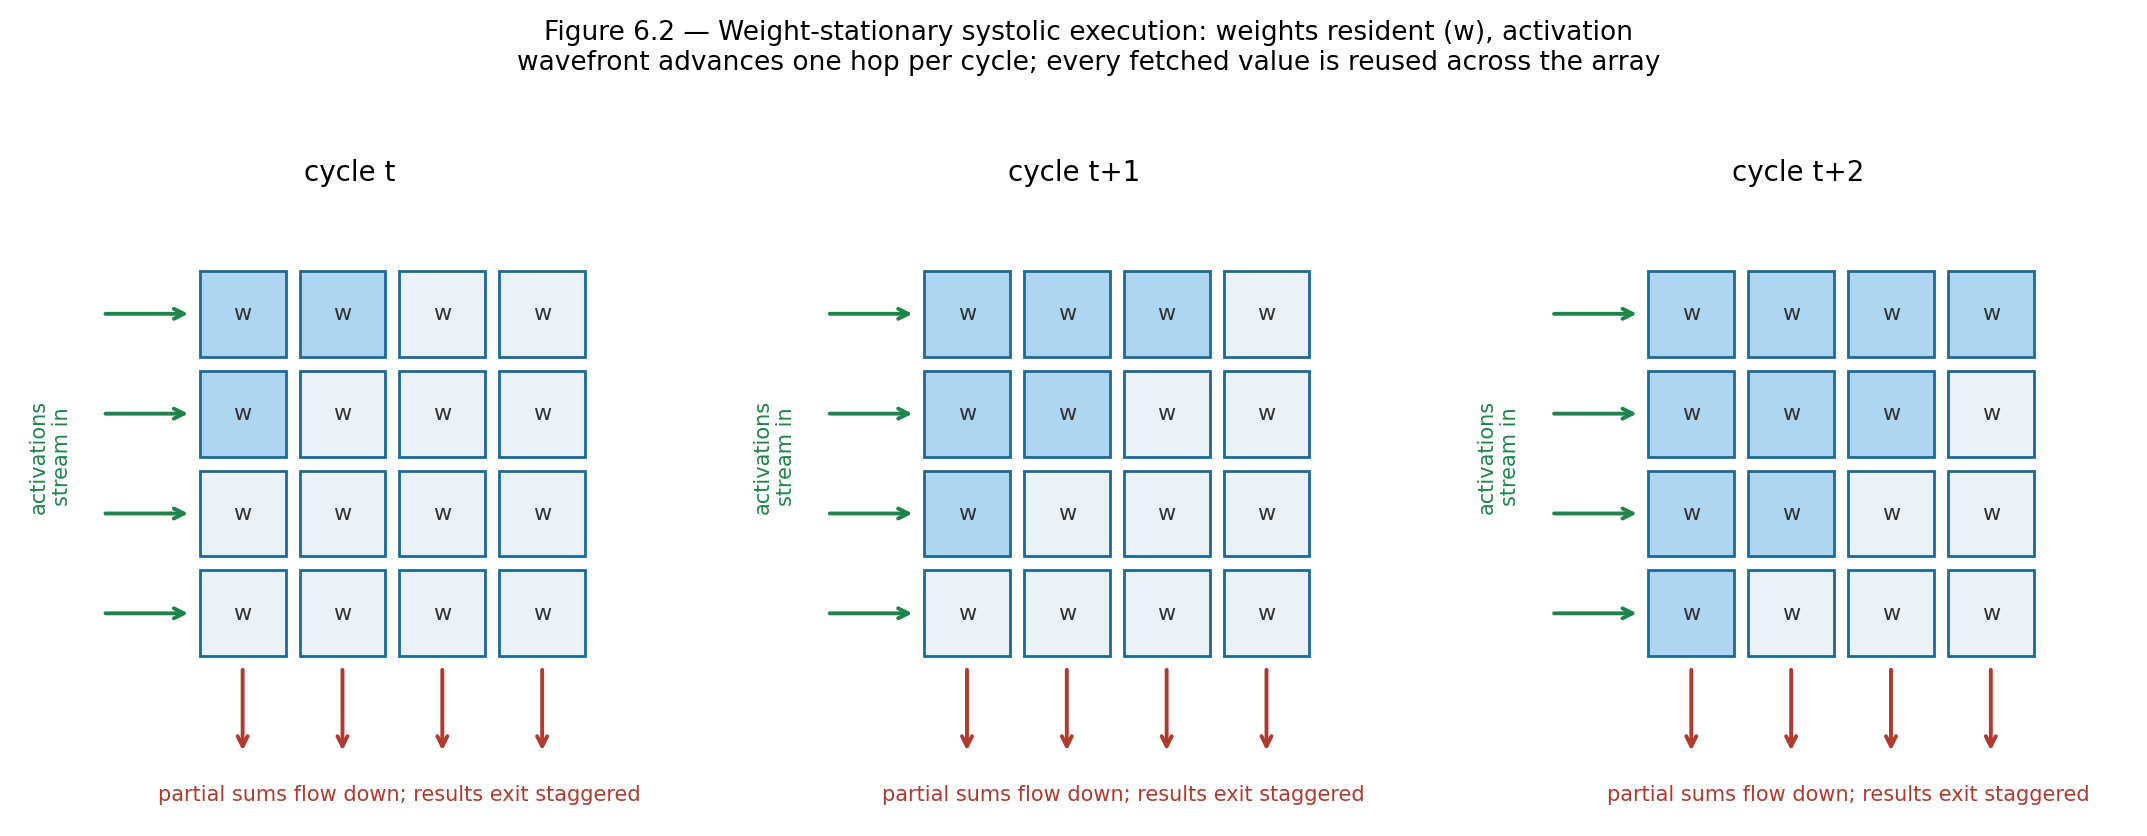 Figure 6.2 — Weight-stationary systolic execution: weights resident (w), activation
wavefront advances one hop per cycle; every fetched value is reused across the array
cycle t
activations
stream in
w w w w
w w w w
w w w w
w w w w
partial sums flow down; results exit staggered
cycle t+1
activations
stream in
w w w w
w w w w
w w w w
w w w w
partial sums flow down; results exit staggered
cycle t+2
activations
stream in
w w w w
w w w w
w w w w
w w w w
partial sums flow down; results exit staggered